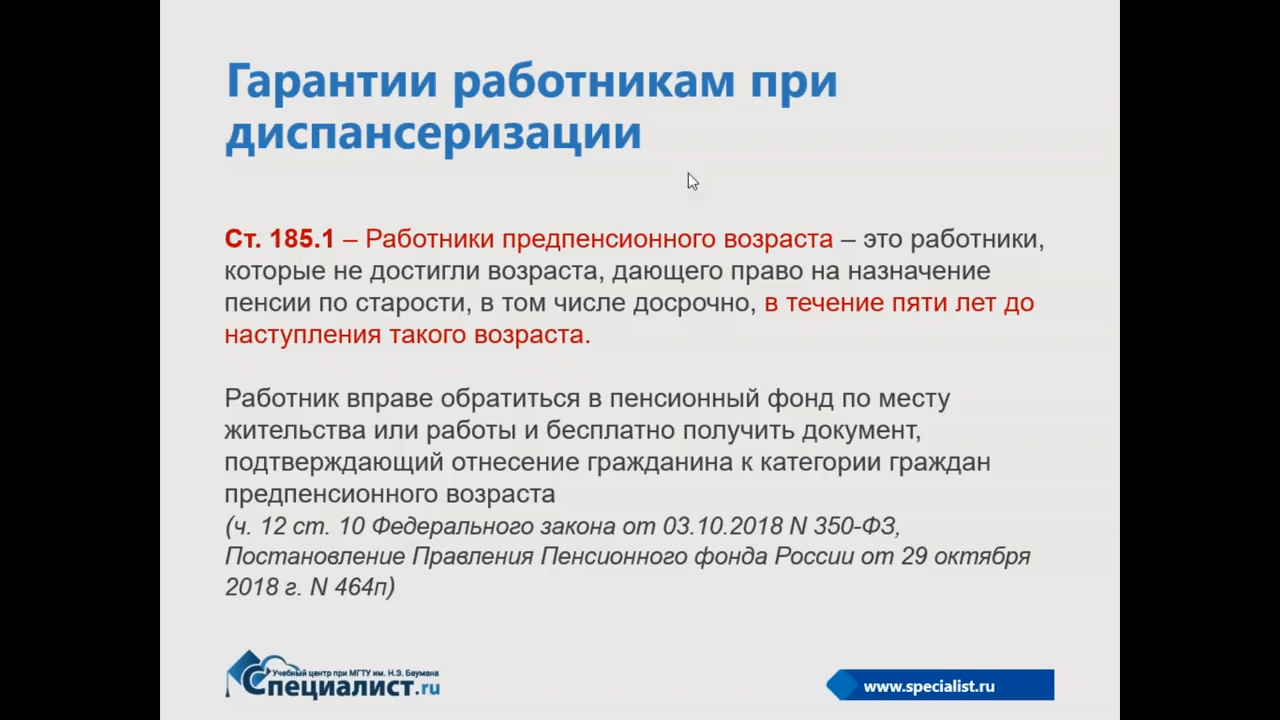 Гарантии работникам при
диспансеризации
Ст. 185.1 – Работники предпенсионного возраста – это работники,
которые не достигли возраста, дающего право на назначение
пенсии по старости, в том числе досрочно, в течение пяти лет до
наступления такого возраста.
Работник вправе обратиться в пенсионный фонд по месту
жительства или работы и бесплатно получить документ,
подтверждающий отнесение гражданина к категории граждан
предпенсионного возраста
(ч. 12 ст. 10 Федерального закона от 03.10.2018 N 350-ФЗ,
Постановление Правления Пенсионного фонда России от 29 октября
2018 г. N 464п)
Учебный центр при МГТУ им. Н.Э. Баумана
Специалист.ru
www.specialist.ru